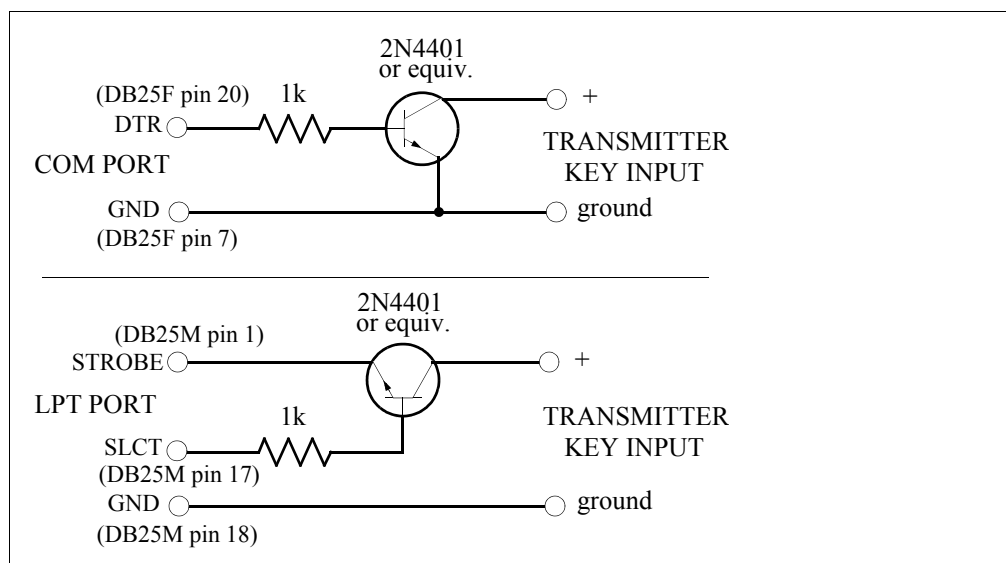 2N4401
or equiv.
(DB25F pin 20)
1k
DTR
+
COM PORT
TRANSMITTER
KEY INPUT
GND
ground
(DB25F pin 7)
2N4401
or equiv.
(DB25M pin 1)
STROBE
+
LPT PORT
1k
TRANSMITTER
KEY INPUT
SLCT
(DB25M pin 17)
GND
ground
(DB25M pin 18)